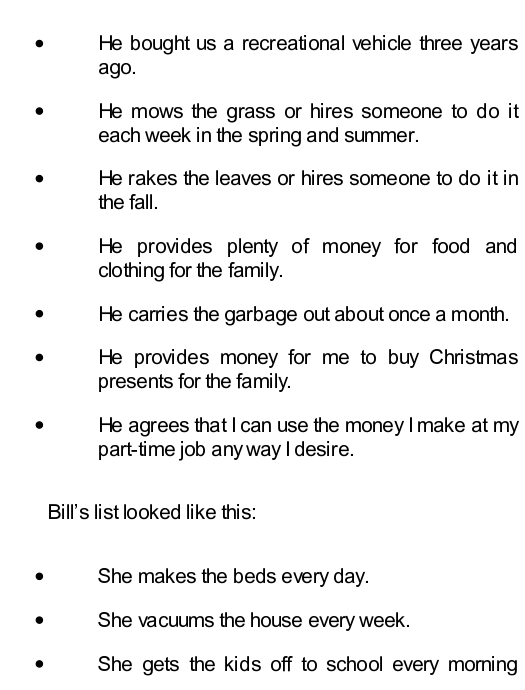 • He bought us a recreational vehicle three years
ago.
• He mows the grass or hires someone to do it
each week in the spring and summer.
• He rakes the leaves or hires someone to do it in
the fall.
• He provides plenty of money for food and
clothing for the family.
• He carries the garbage out about once a month.
• He provides money for me to buy Christmas
presents for the family.
• He agrees that I can use the money I make at my
part-time job any way I desire.
Bill’s list looked like this:
• She makes the beds every day.
• She vacuums the house every week.
• She gets the kids off to school every morning